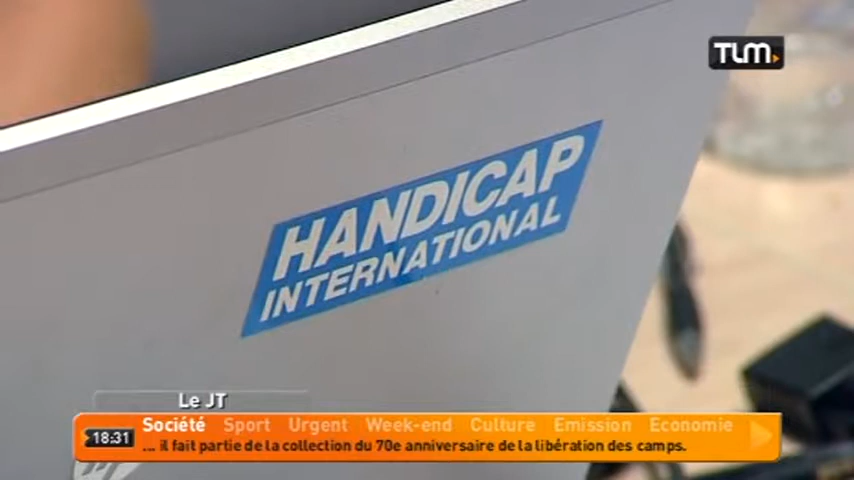 TLM
HANDICAP
INTERNATIONAL
Le JT
18:31
Société Sport Urgent Week-end Culture Emission Economie
... il fait partie de la collection du 70e anniversaire de la libération des camps.